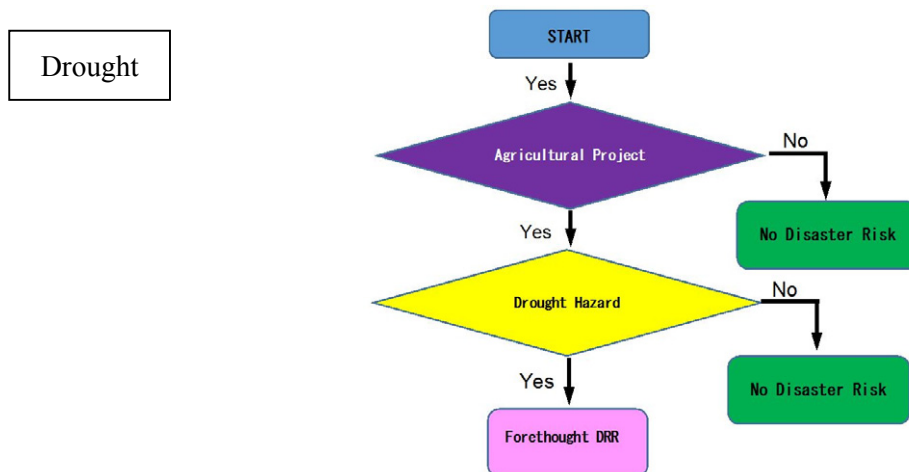 START
Drought
Yes
Agricultural Project
No
Yes
No Disaster Risk
Drought Hazard
No
Yes
No Disaster Risk
Forethought DRR